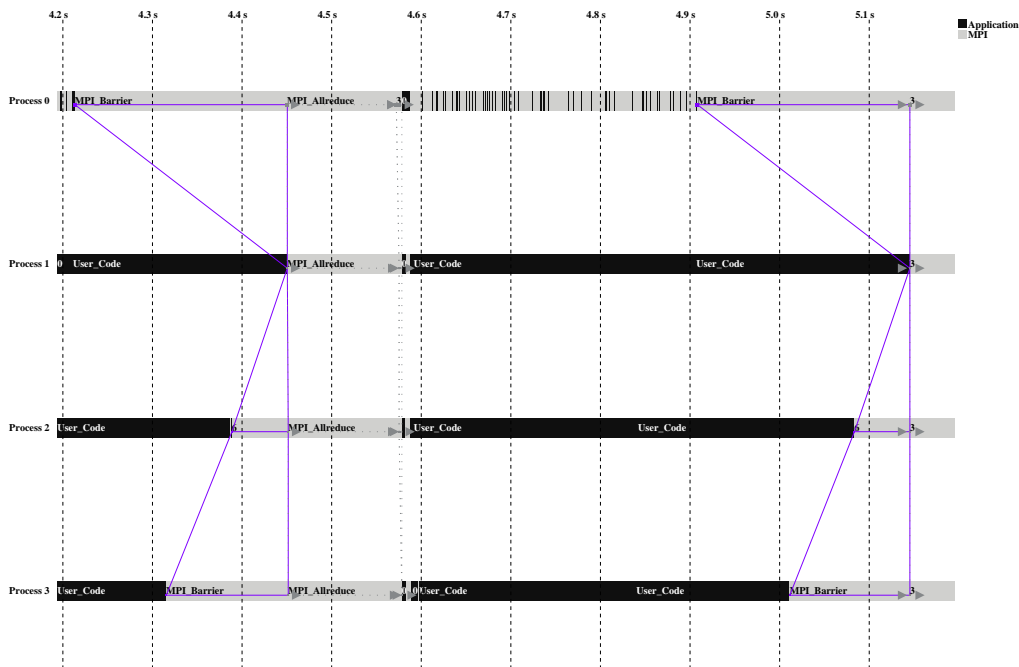 4.2 s 4.3 s 4.4 s 4.5 s 4.6 s 4.7 s 4.8 s 4.9 s 5.0 s 5.1 s
Application
MPI
Process 0 MPI_Barrier MPI_Allreduce 3 MPI_Barrier 3
Process 1 0 User_Code MPI_Allreduce User_Code User_Code 3
Process 2 User_Code 6 MPI_Allreduce User_Code User_Code 6 3
Process 3 User_Code MPI_Barrier MPI_Allreduce 0 User_Code User_Code MPI_Barrier 3